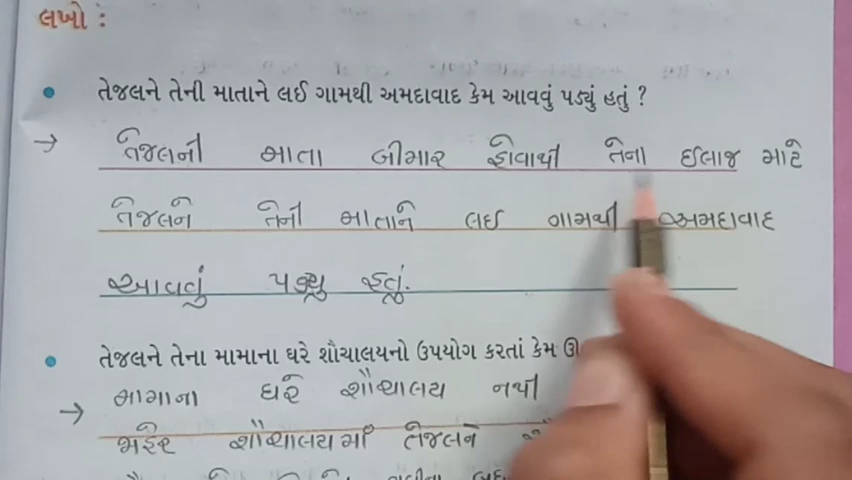 લખો :
તેજલને તેની માતાને લઈ ગામથી અમદાવાદ કેમ આવવું પડ્યું હતું ?
→ તેજલની માતા બીમાર હોવાથી તેના ઈલાજ માટે
તેજલને તેની માતાને લઈ ગામથી અમદાવાદ
આવવું પડ્યુ હતું.
તેજલને તેના મામાના ઘરે શૌચાલયનો ઉપયોગ કરતાં કેમ
→ મામાના ઘરે શૌચાલય નથી
જાહેર શૌચાલયમાં તેજલને